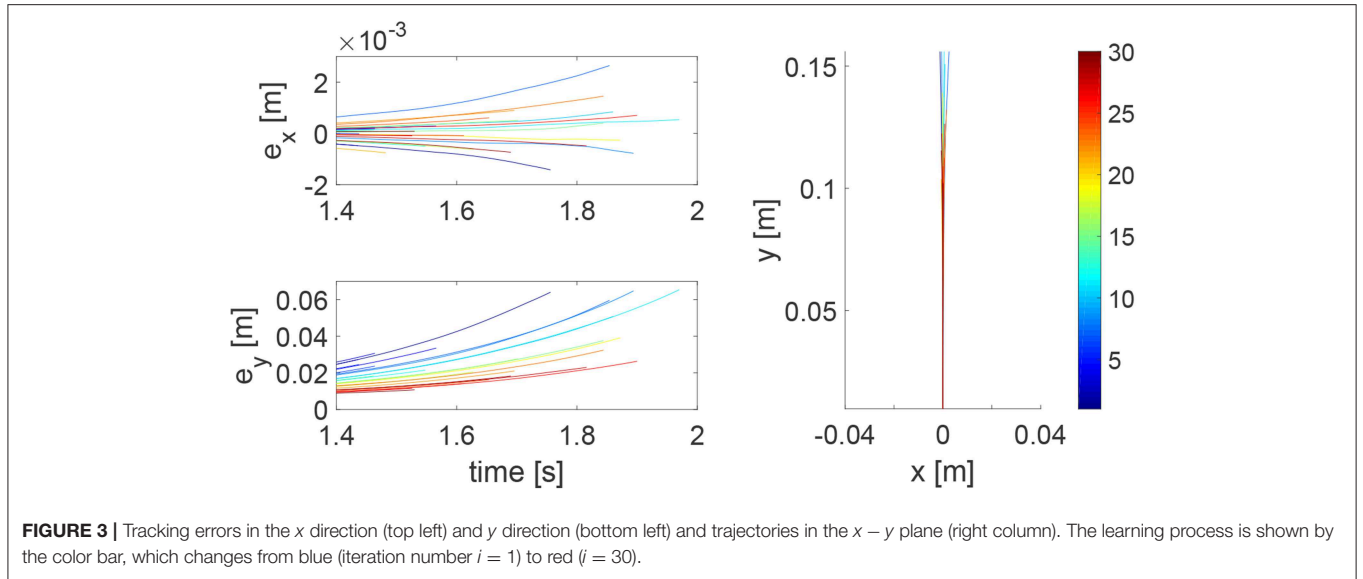 ×10⁻³
2
0
-2
e_x [m]
1.4 1.6 1.8 2
0.06
0.04
0.02
0
e_y [m]
1.4 1.6 1.8 2
time [s]
0.15
0.1
0.05
y [m]
-0.04 0 0.04
x [m]
30
25
20
15
10
5
FIGURE 3 | Tracking errors in the x direction (top left) and y direction (bottom left) and trajectories in the x − y plane (right column). The learning process is shown by
the color bar, which changes from blue (iteration number i = 1) to red (i = 30).